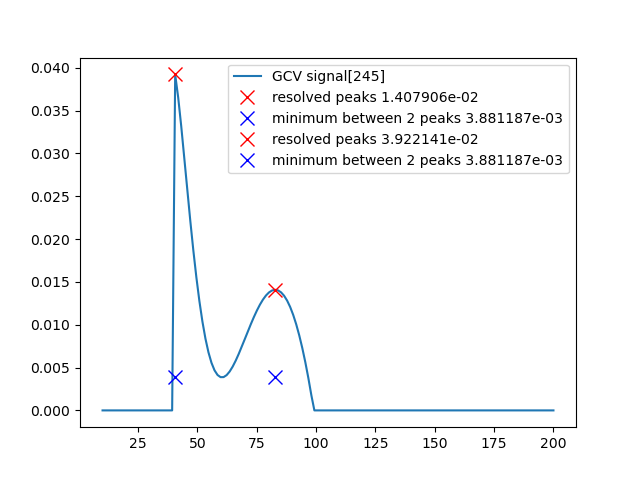 GCV signal[245]
resolved peaks 1.407906e-02
minimum between 2 peaks 3.881187e-03
resolved peaks 3.922141e-02
minimum between 2 peaks 3.881187e-03
0.040
0.035
0.030
0.025
0.020
0.015
0.010
0.005
0.000
25 50 75 100 125 150 175 200